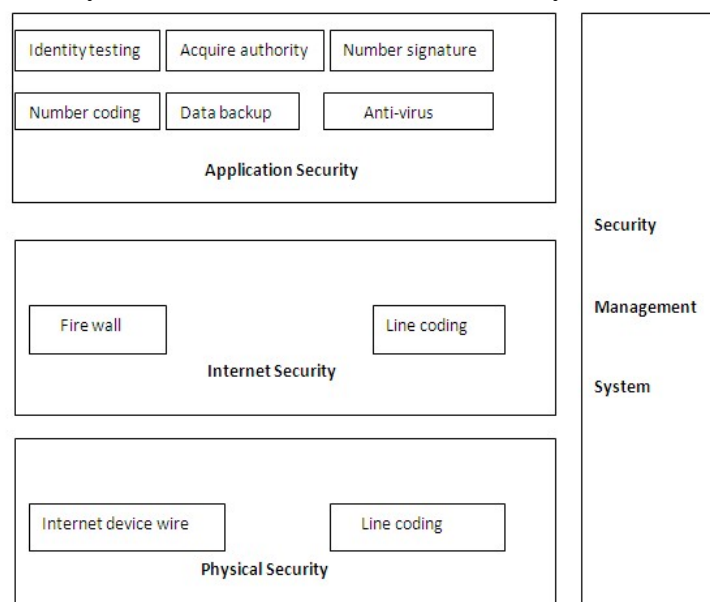 Identity testing Acquire authority Number signature
Number coding Data backup Anti-virus
Application Security
Security
Management
System
Fire wall Line coding
Internet Security
Internet device wire Line coding
Physical Security